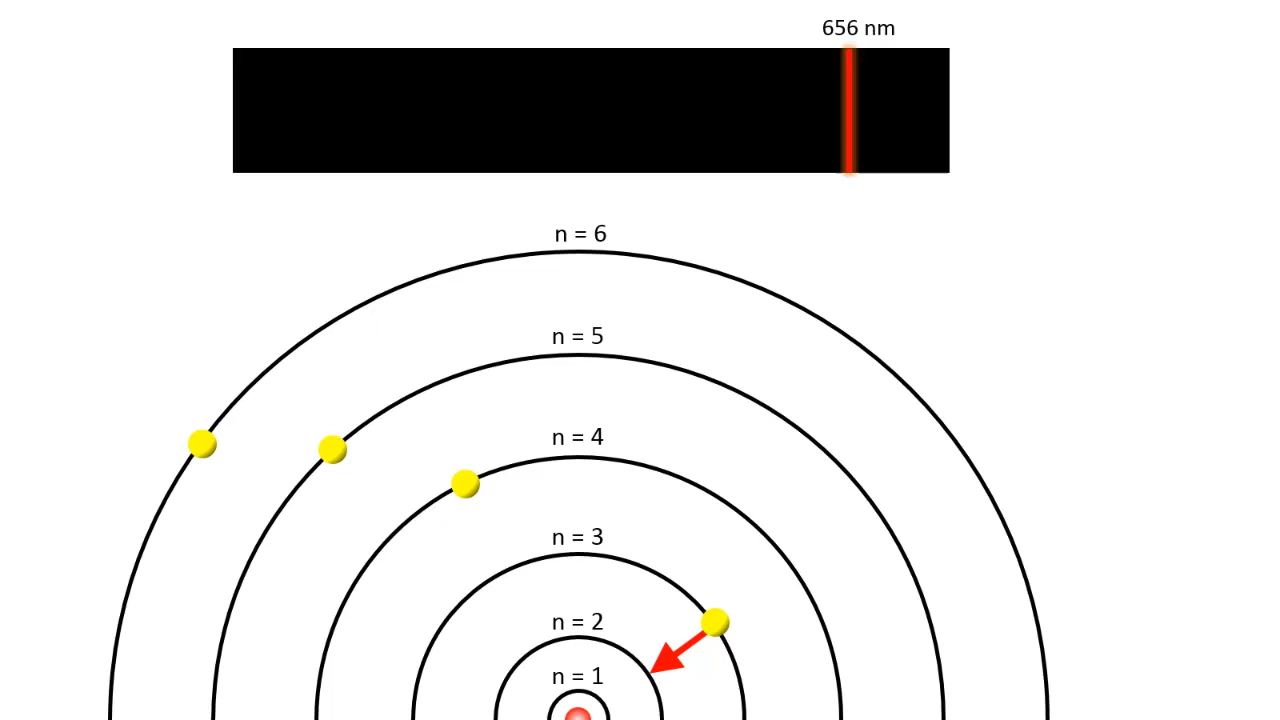 656 nm
n = 6
n = 5
n = 4
n = 3
n = 2
n = 1